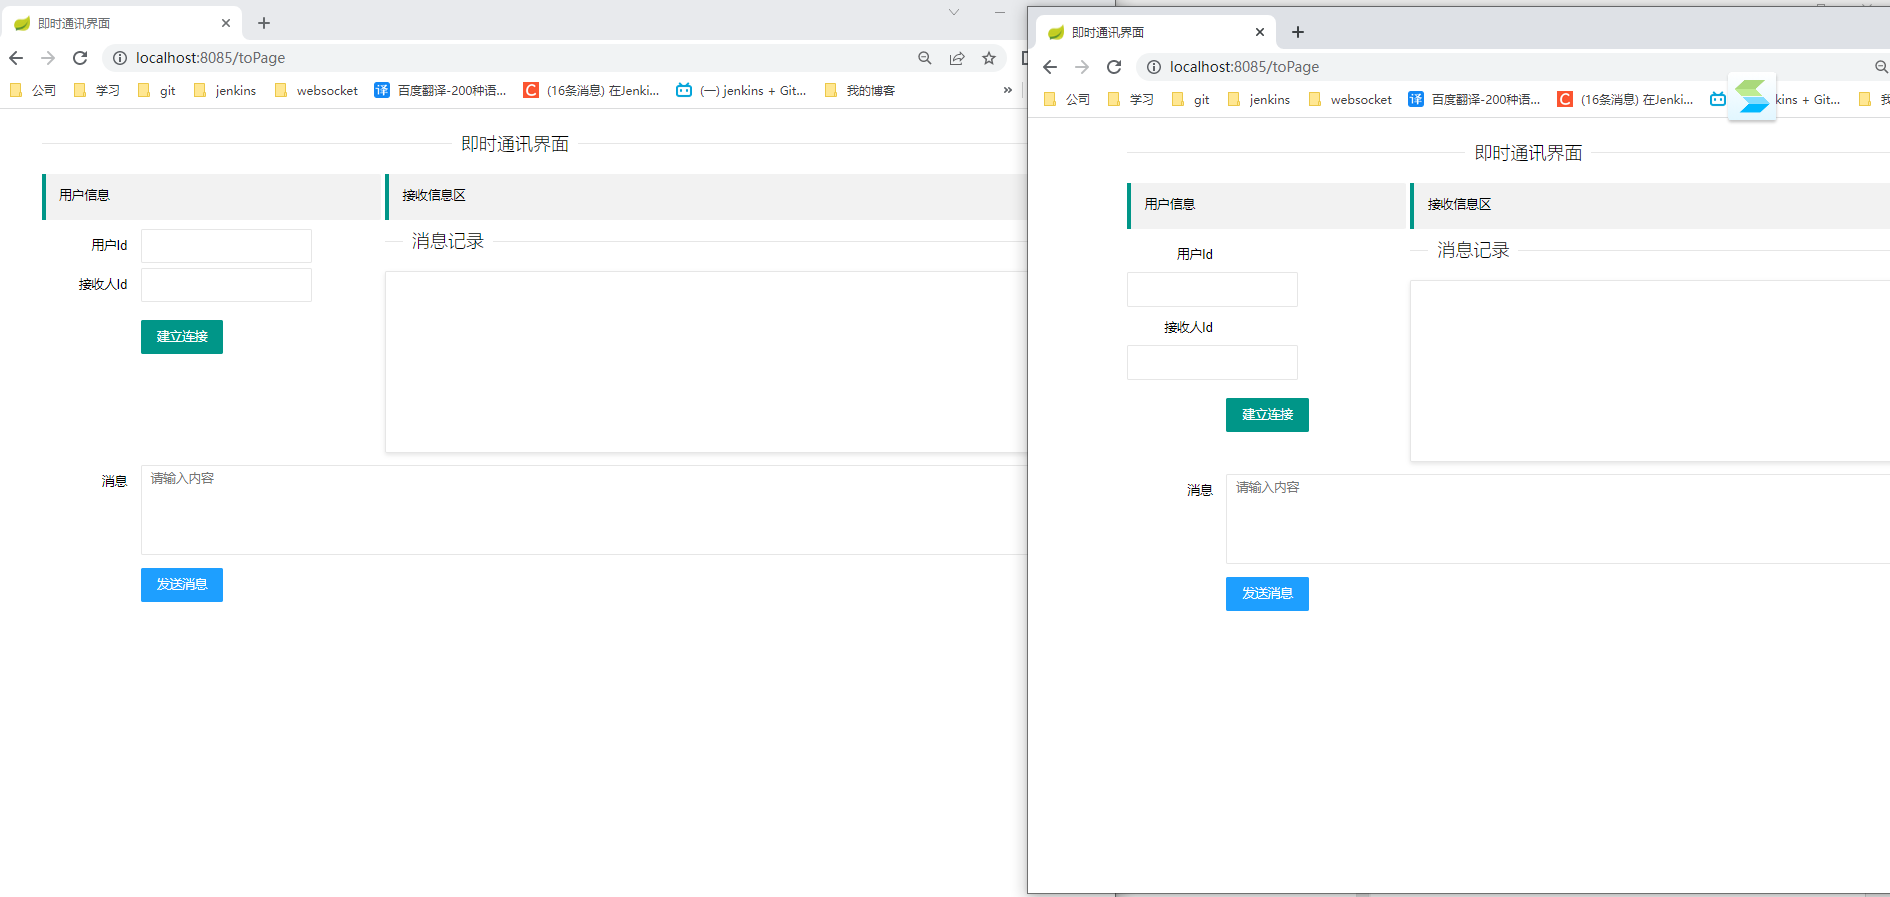 即时通讯界面
localhost:8085/toPage
公司 学习 git jenkins websocket 百度翻译-200种语... (16条消息) 在Jenki... (一) jenkins + Git... 我的博客 »
即时通讯界面
用户信息
接收信息区
用户Id
消息记录
接收人Id
建立连接
消息
请输入内容
发送消息
即时通讯界面
localhost:8085/toPage
公司 学习 git jenkins websocket 百度翻译-200种语... (16条消息) 在Jenki... kins + Git...
即时通讯界面
用户信息
接收信息区
用户Id
消息记录
接收人Id
建立连接
消息
请输入内容
发送消息